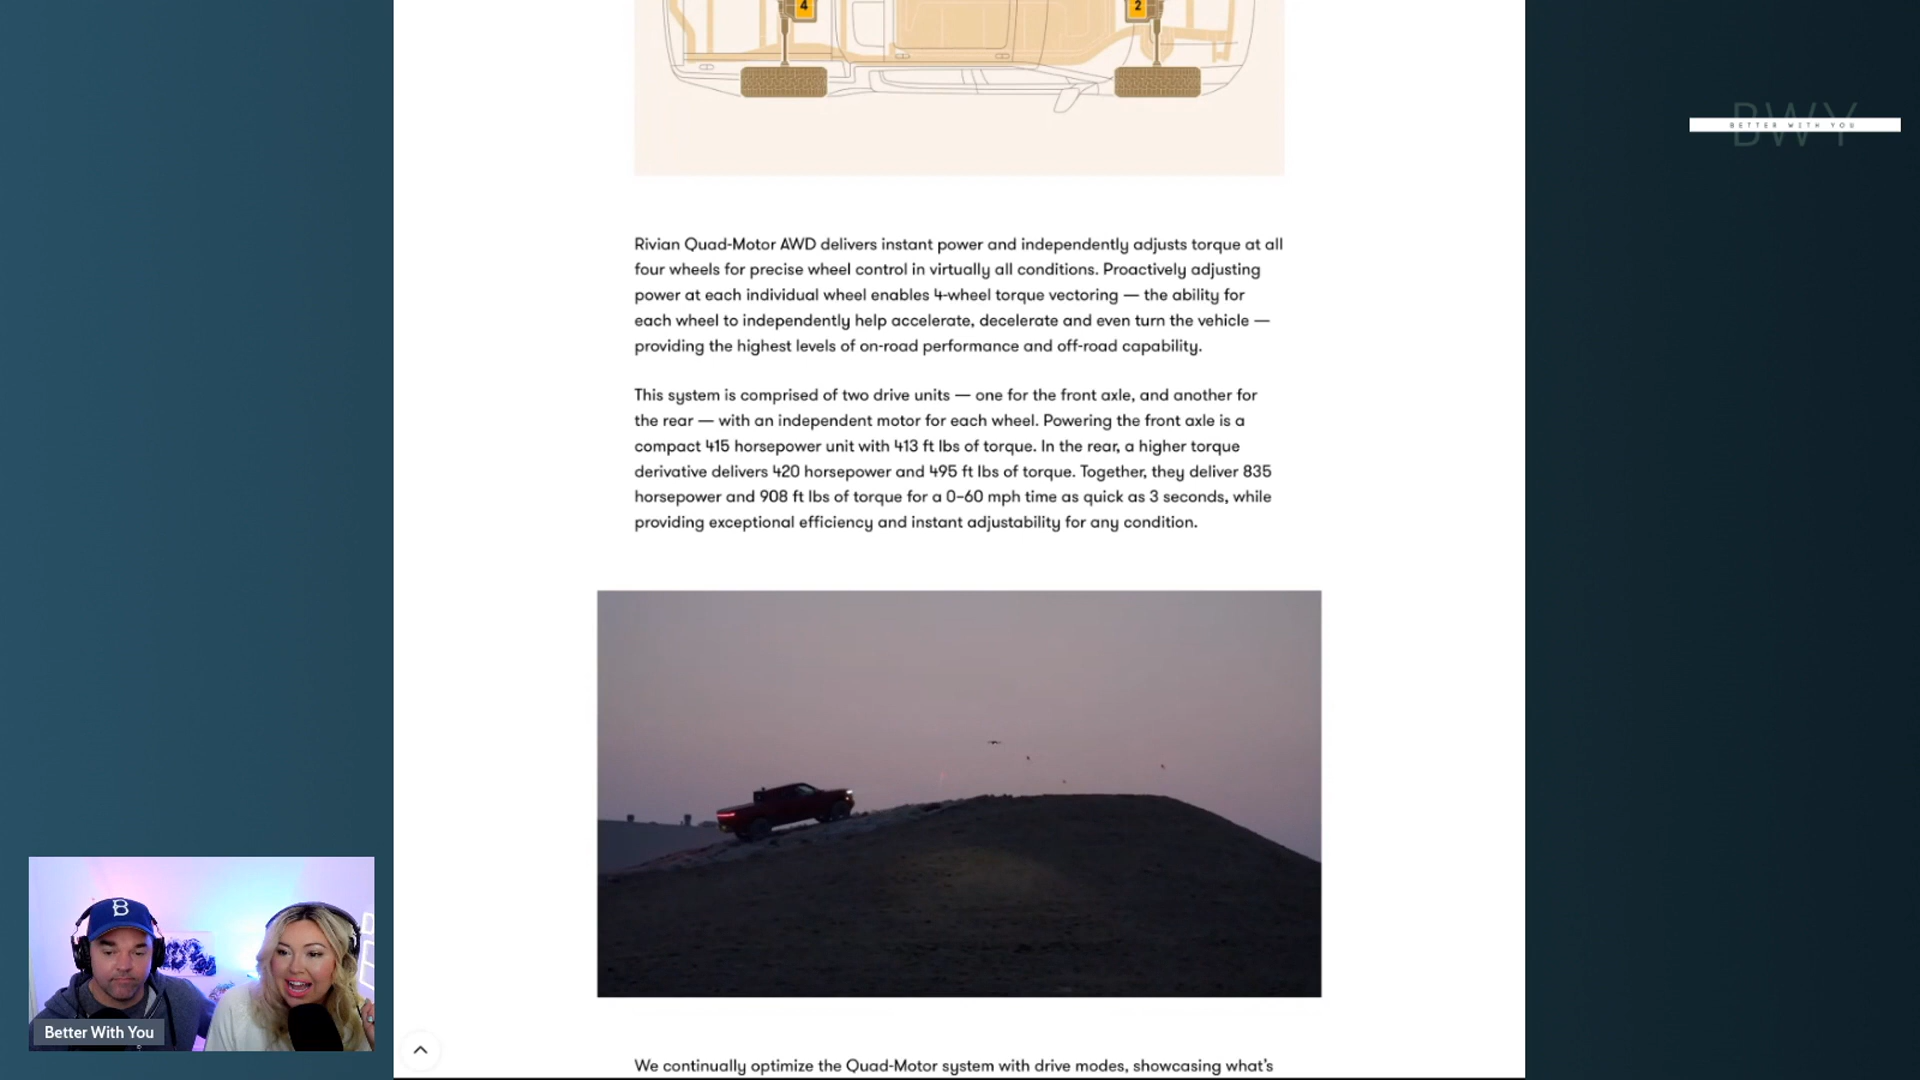 4
2
BWY
BETTER WITH YOU
Rivian Quad-Motor AWD delivers instant power and independently adjusts torque at all
four wheels for precise wheel control in virtually all conditions. Proactively adjusting
power at each individual wheel enables 4-wheel torque vectoring — the ability for
each wheel to independently help accelerate, decelerate and even turn the vehicle —
providing the highest levels of on-road performance and off-road capability.
This system is comprised of two drive units — one for the front axle, and another for
the rear — with an independent motor for each wheel. Powering the front axle is a
compact 415 horsepower unit with 413 ft lbs of torque. In the rear, a higher torque
derivative delivers 420 horsepower and 495 ft lbs of torque. Together, they deliver 835
horsepower and 908 ft lbs of torque for a 0–60 mph time as quick as 3 seconds, while
providing exceptional efficiency and instant adjustability for any condition.
B
Better With You
We continually optimize the Quad-Motor system with drive modes, showcasing what's